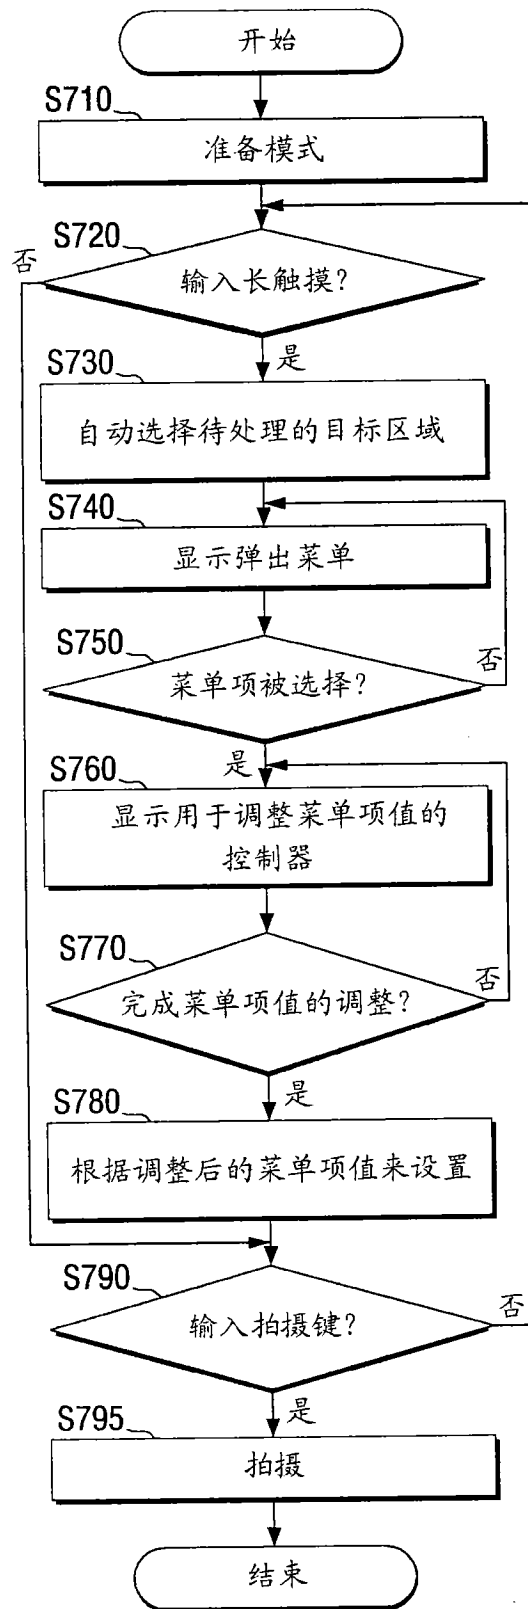 开始
S710
准备模式
S720
否
输入长触摸?
是
S730
自动选择待处理的目标区域
S740
显示弹出菜单
S750
否
菜单项被选择?
是
S760
显示用于调整菜单项值的
控制器
S770
否
完成菜单项值的调整?
是
S780
根据调整后的菜单项值来设置
S790
否
输入拍摄键?
是
S795
拍摄
结束